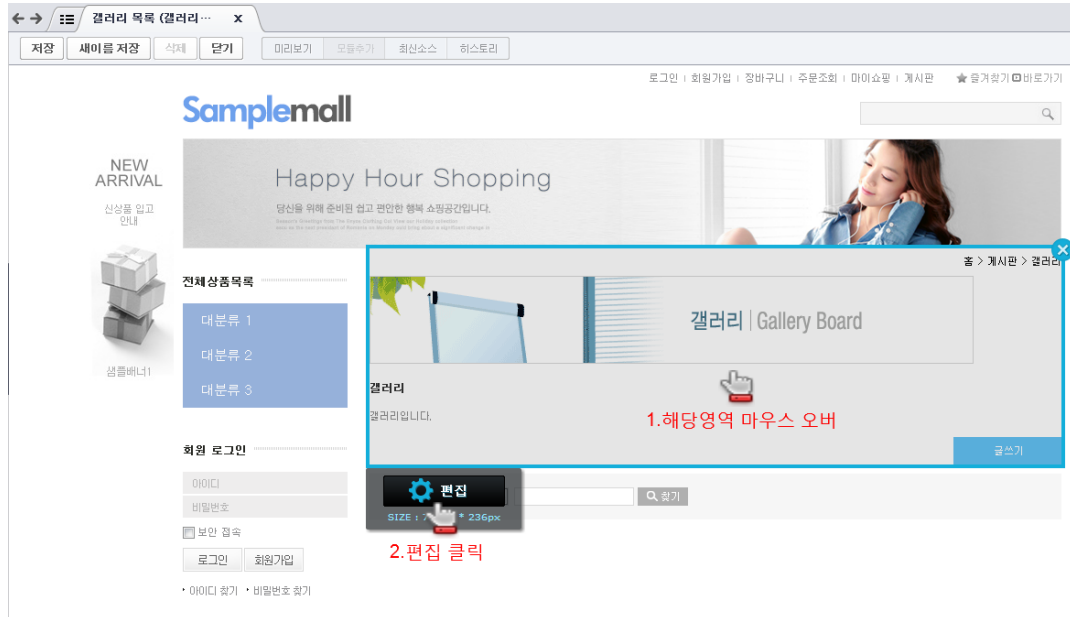 갤러리 목록 (갤러리··· x
저장 새이름 저장 삭제 닫기 미리보기 모듈추가 최신소스 히스토리
로그인 회원가입 장바구니 주문조회 마이쇼핑 게시판 즐겨찾기 바로가기
Samplemall
NEW
ARRIVAL
신상품 입고
안내
샘플배너1
Happy Hour Shopping
당신을 위해 준비된 쉽고 편안한 행복 쇼핑공간입니다.
전체상품목록
대분류 1
대분류 2
대분류 3
회원 로그인
아이디
비밀번호
보안 접속
로그인 회원가입
· 아이디 찾기 · 비밀번호 찾기
홈 > 게시판 > 갤러리
갤러리 | Gallery Board
갤러리
갤러리입니다.
1.해당영역 마우스 오버
글쓰기
편집
찾기
SIZE : 7 * 236px
2.편집 클릭